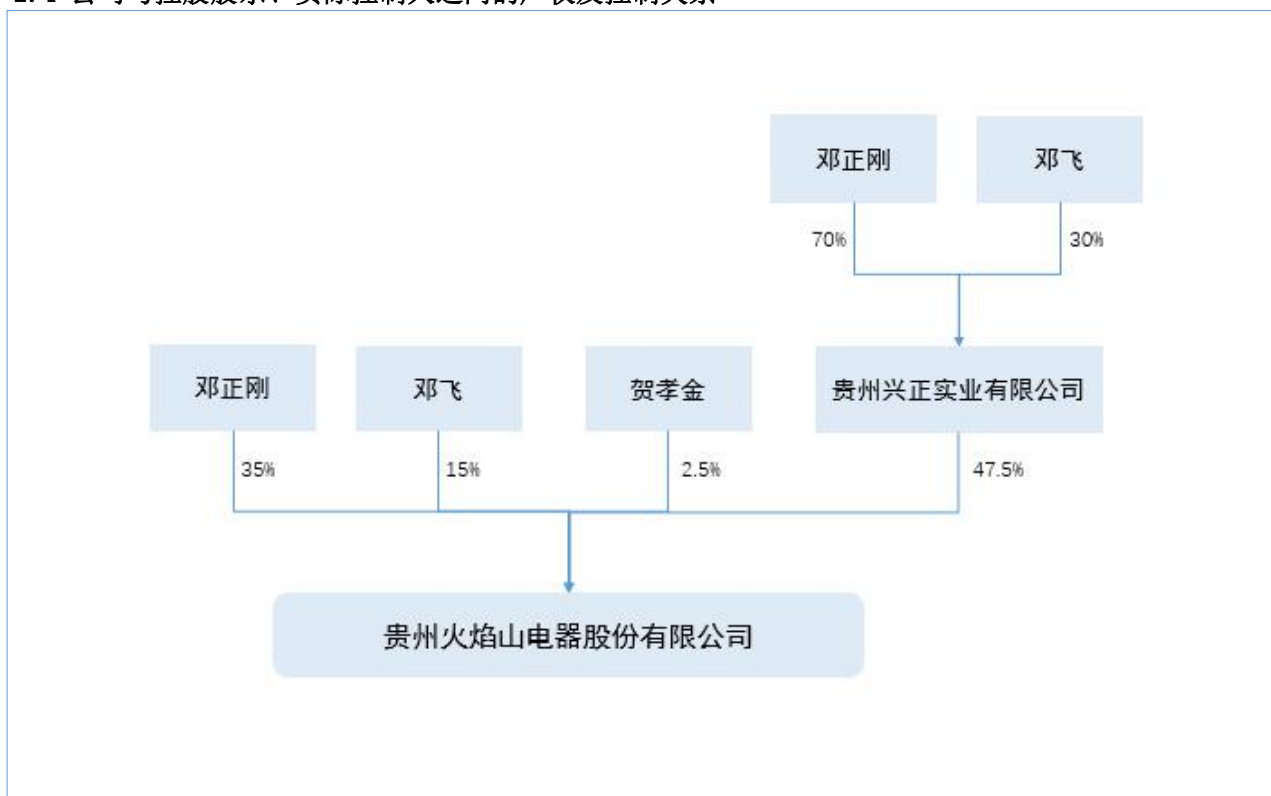 邓正刚
邓飞
70%
30%
邓正刚
邓飞
贺孝金
贵州兴正实业有限公司
35%
15%
2.5%
47.5%
贵州火焰山电器股份有限公司